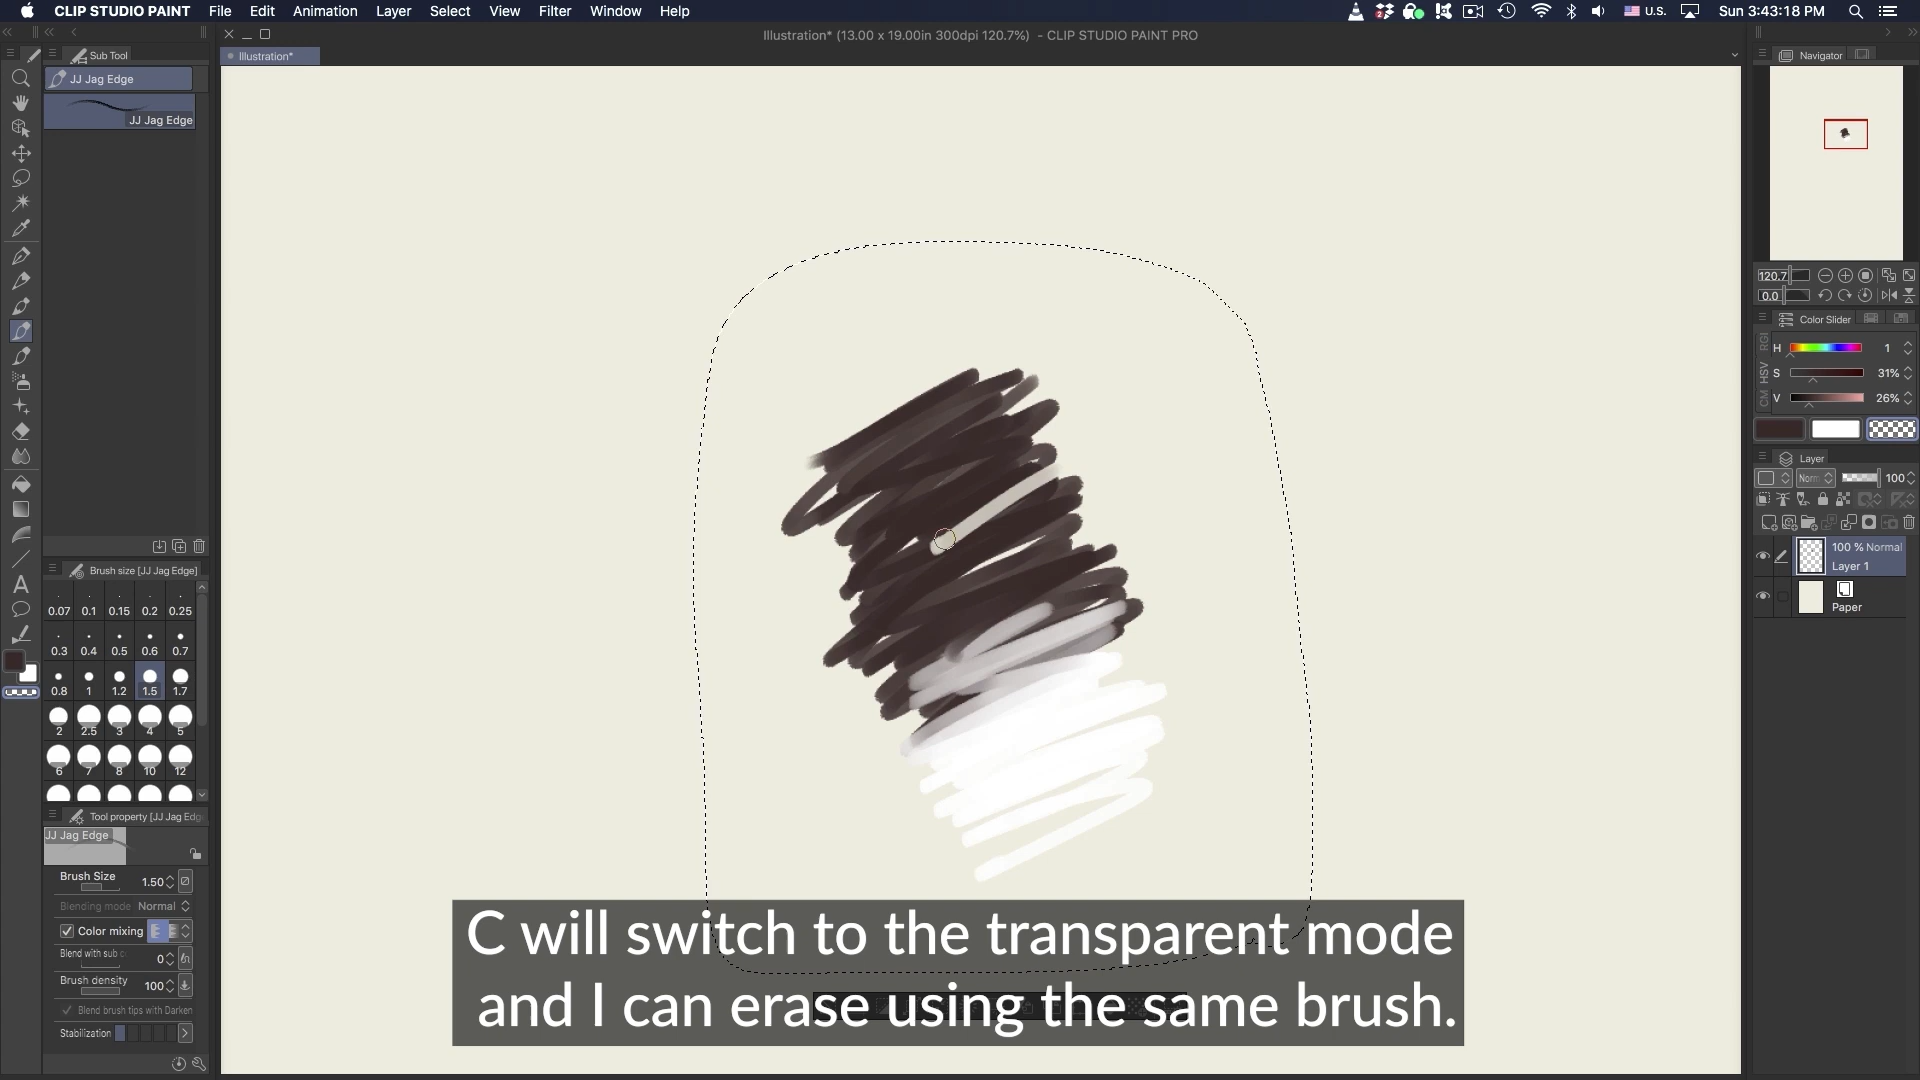 CLIP STUDIO PAINT File Edit Animation Layer Select View Filter Window Help
U.S. Sun 3:43:18 PM
Illustration* (13.00 x 19.00in 300dpi 120.7%) - CLIP STUDIO PAINT PRO
Sub Tool
Illustration*
Navigator
JJ Jag Edge
JJ Jag Edge
120.7
0.0
Color Slider
H 1
S 31%
V 26%
HSV
Layer
Norm 100
100 % Normal
Layer 1
Paper
Brush size [JJ Jag Edge]
0.07 0.1 0.15 0.2 0.25
0.3 0.4 0.5 0.6 0.7
0.8 1 1.2 1.5 1.7
2 2.5 3 4 5
6 7 8 10 12
Tool property [JJ Jag Edg
JJ Jag Edge
Brush Size 1.50
Blending mode Normal
Color mixing
Blend with sub c 0
Brush density 100
Blend brush tips with Darken
Stabilization
C will switch to the transparent mode
and I can erase using the same brush.